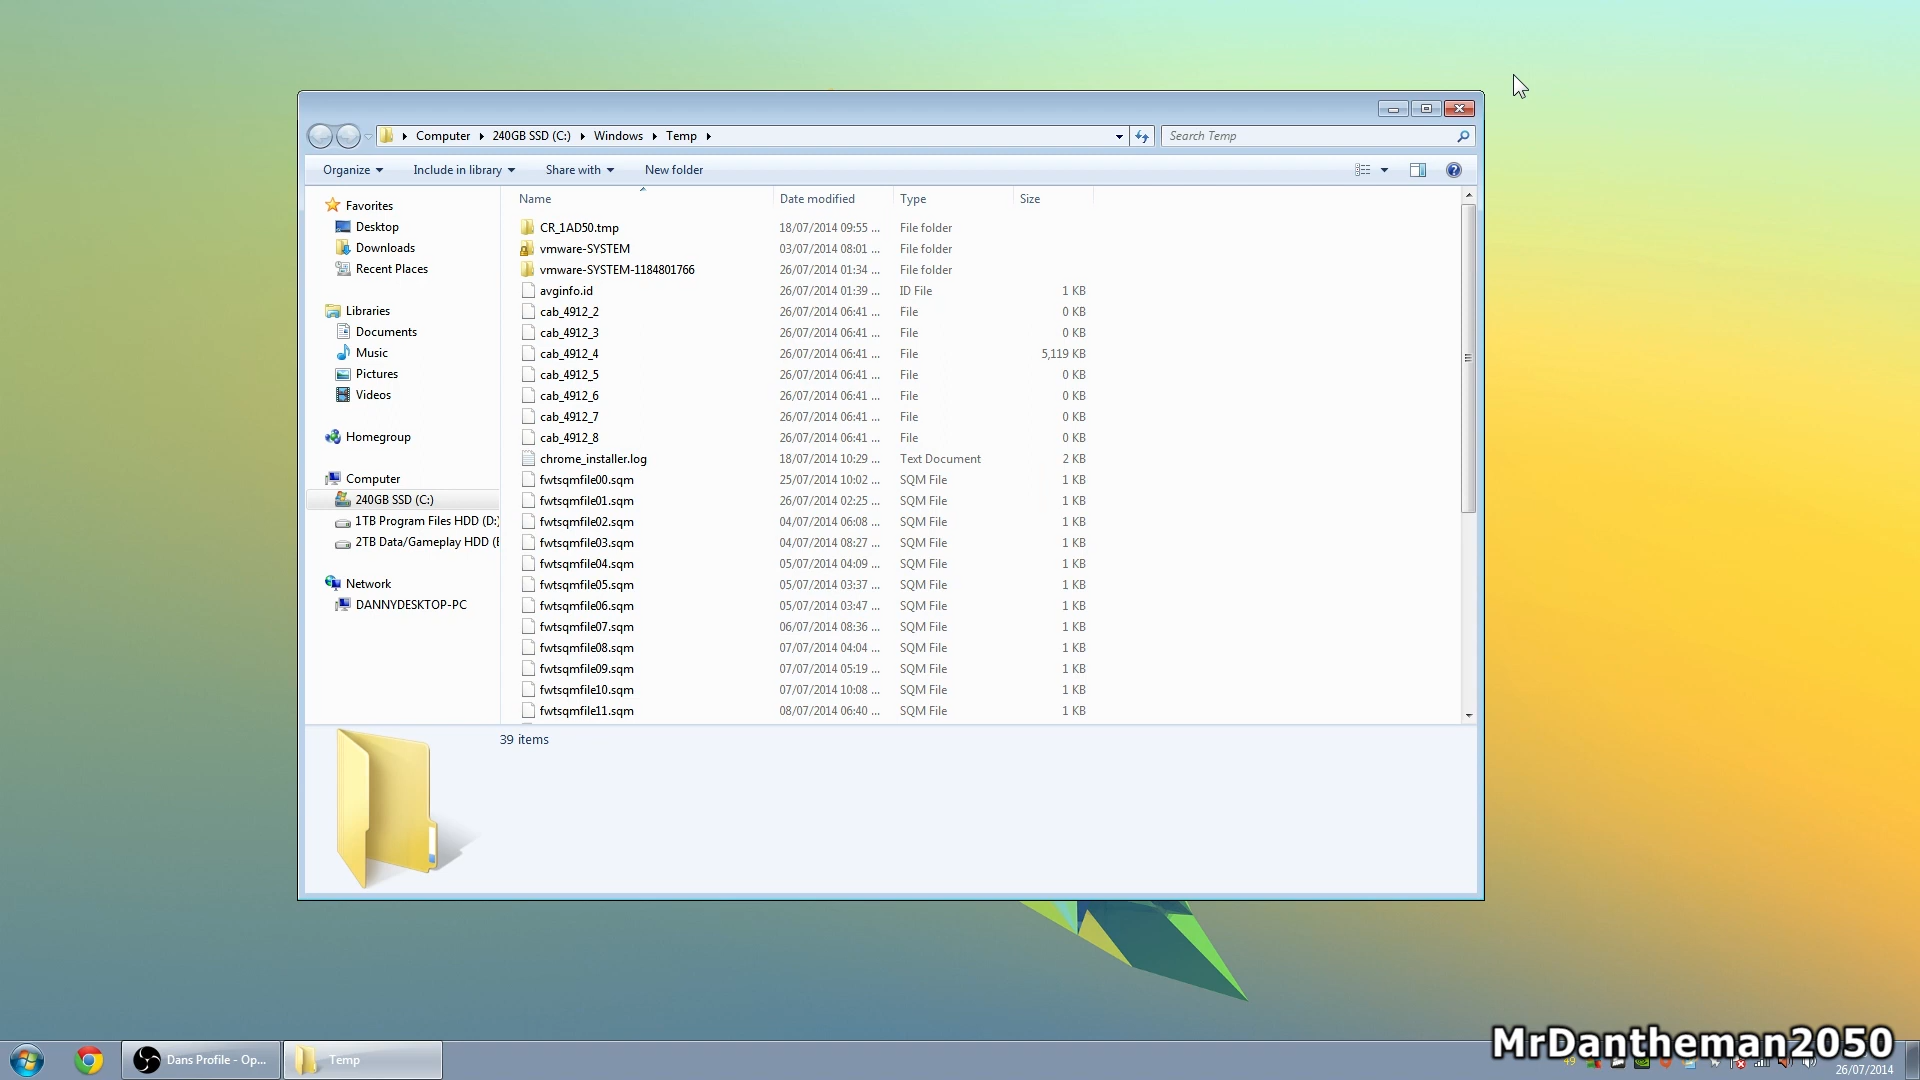 Computer 240GB SSD (C:) Windows Temp
Search Temp
Organize Include in library Share with New folder
Name Date modified Type Size
Favorites
Desktop
Downloads
Recent Places
Libraries
Documents
Music
Pictures
Videos
Homegroup
Computer
240GB SSD (C:)
1TB Program Files HDD (D:)
2TB Data/Gameplay HDD (E
Network
DANNYDESKTOP-PC
CR_1AD50.tmp 18/07/2014 09:55 ... File folder
vmware-SYSTEM 03/07/2014 08:01 ... File folder
vmware-SYSTEM-1184801766 26/07/2014 01:34 ... File folder
avginfo.id 26/07/2014 01:39 ... ID File 1 KB
cab_4912_2 26/07/2014 06:41 ... File 0 KB
cab_4912_3 26/07/2014 06:41 ... File 0 KB
cab_4912_4 26/07/2014 06:41 ... File 5,119 KB
cab_4912_5 26/07/2014 06:41 ... File 0 KB
cab_4912_6 26/07/2014 06:41 ... File 0 KB
cab_4912_7 26/07/2014 06:41 ... File 0 KB
cab_4912_8 26/07/2014 06:41 ... File 0 KB
chrome_installer.log 18/07/2014 10:29 ... Text Document 2 KB
fwtsqmfile00.sqm 25/07/2014 10:02 ... SQM File 1 KB
fwtsqmfile01.sqm 26/07/2014 02:25 ... SQM File 1 KB
fwtsqmfile02.sqm 04/07/2014 06:08 ... SQM File 1 KB
fwtsqmfile03.sqm 04/07/2014 08:27 ... SQM File 1 KB
fwtsqmfile04.sqm 05/07/2014 04:09 ... SQM File 1 KB
fwtsqmfile05.sqm 05/07/2014 03:37 ... SQM File 1 KB
fwtsqmfile06.sqm 05/07/2014 03:47 ... SQM File 1 KB
fwtsqmfile07.sqm 06/07/2014 08:36 ... SQM File 1 KB
fwtsqmfile08.sqm 07/07/2014 04:04 ... SQM File 1 KB
fwtsqmfile09.sqm 07/07/2014 05:19 ... SQM File 1 KB
fwtsqmfile10.sqm 07/07/2014 10:08 ... SQM File 1 KB
fwtsqmfile11.sqm 08/07/2014 06:40 ... SQM File 1 KB
39 items
MrDantheman2050
Dans Profile - Op...
Temp
26/07/2014